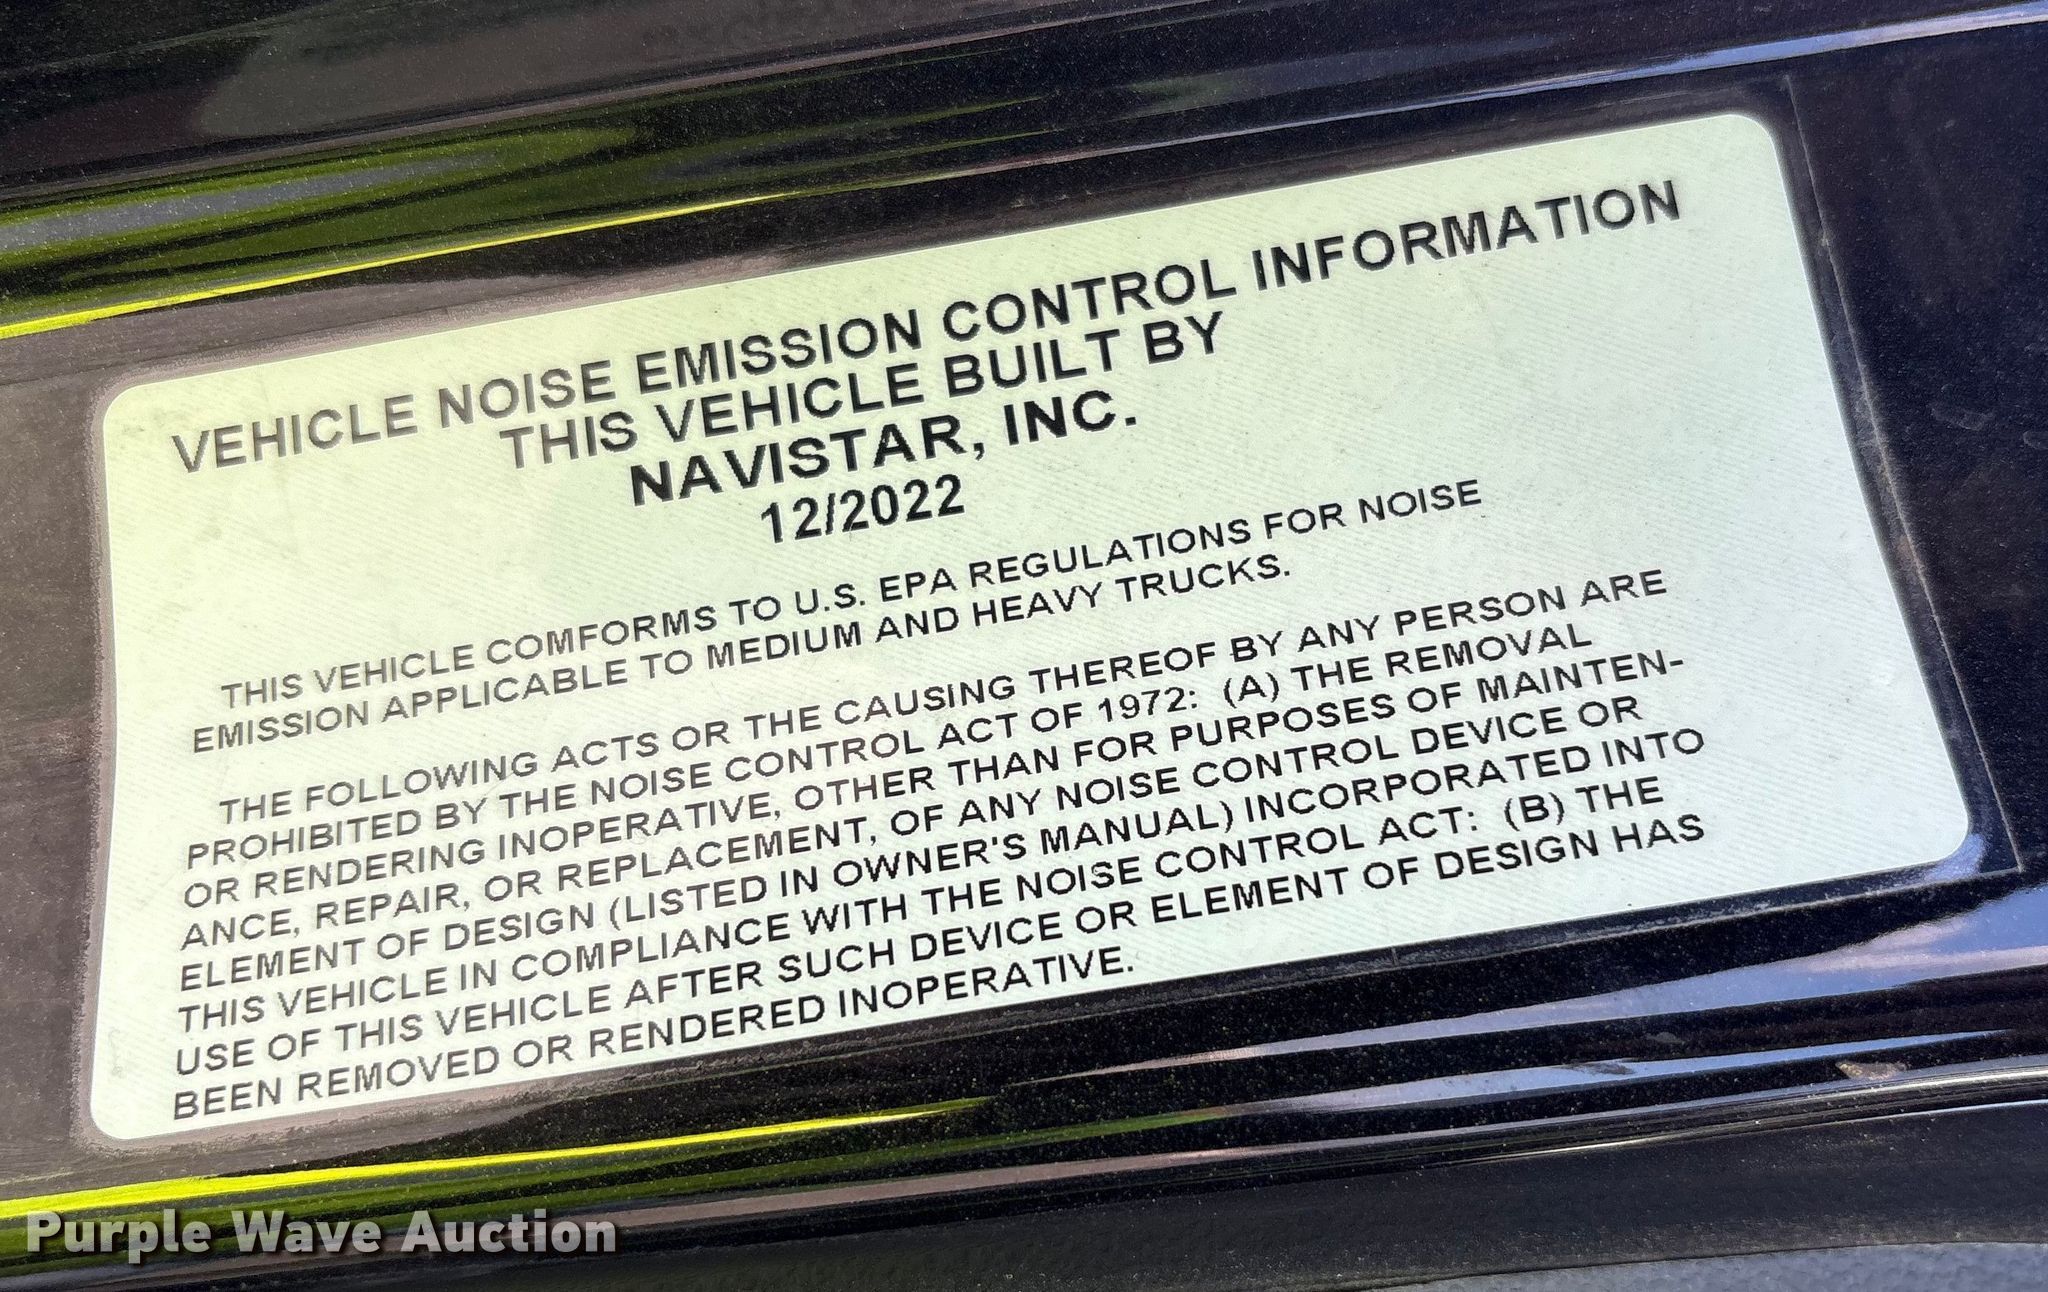 VEHICLE NOISE EMISSION CONTROL INFORMATION
THIS VEHICLE BUILT BY
NAVISTAR, INC.
12/2022
THIS VEHICLE COMFORMS TO U.S. EPA REGULATIONS FOR NOISE
EMISSION APPLICABLE TO MEDIUM AND HEAVY TRUCKS.
THE FOLLOWING ACTS OR THE CAUSING THEREOF BY ANY PERSON ARE
PROHIBITED BY THE NOISE CONTROL ACT OF 1972: (A) THE REMOVAL
OR RENDERING INOPERATIVE, OTHER THAN FOR PURPOSES OF MAINTEN-
ANCE, REPAIR, OR REPLACEMENT, OF ANY NOISE CONTROL DEVICE OR
ELEMENT OF DESIGN (LISTED IN OWNER'S MANUAL) INCORPORATED INTO
THIS VEHICLE IN COMPLIANCE WITH THE NOISE CONTROL ACT: (B) THE
USE OF THIS VEHICLE AFTER SUCH DEVICE OR ELEMENT OF DESIGN HAS
BEEN REMOVED OR RENDERED INOPERATIVE.
Purple Wave Auction